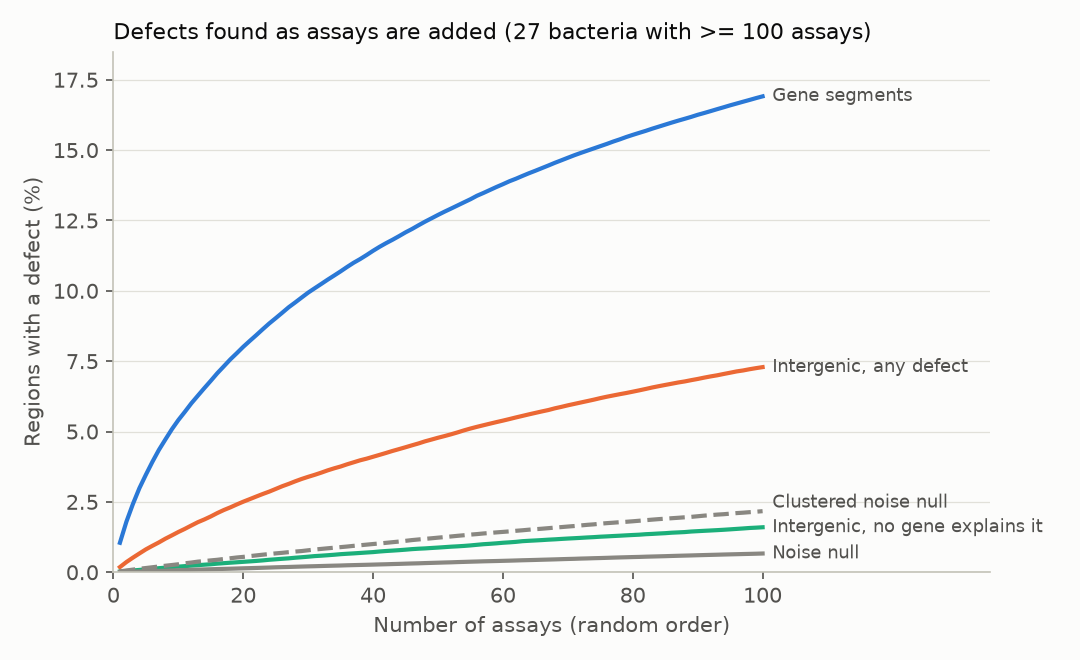 Defects found as assays are added (27 bacteria with >= 100 assays)
Regions with a defect (%)
17.5
15.0
12.5
10.0
7.5
5.0
2.5
0.0
Gene segments
Intergenic, any defect
Clustered noise null
Intergenic, no gene explains it
Noise null
0
20
40
60
80
100
Number of assays (random order)